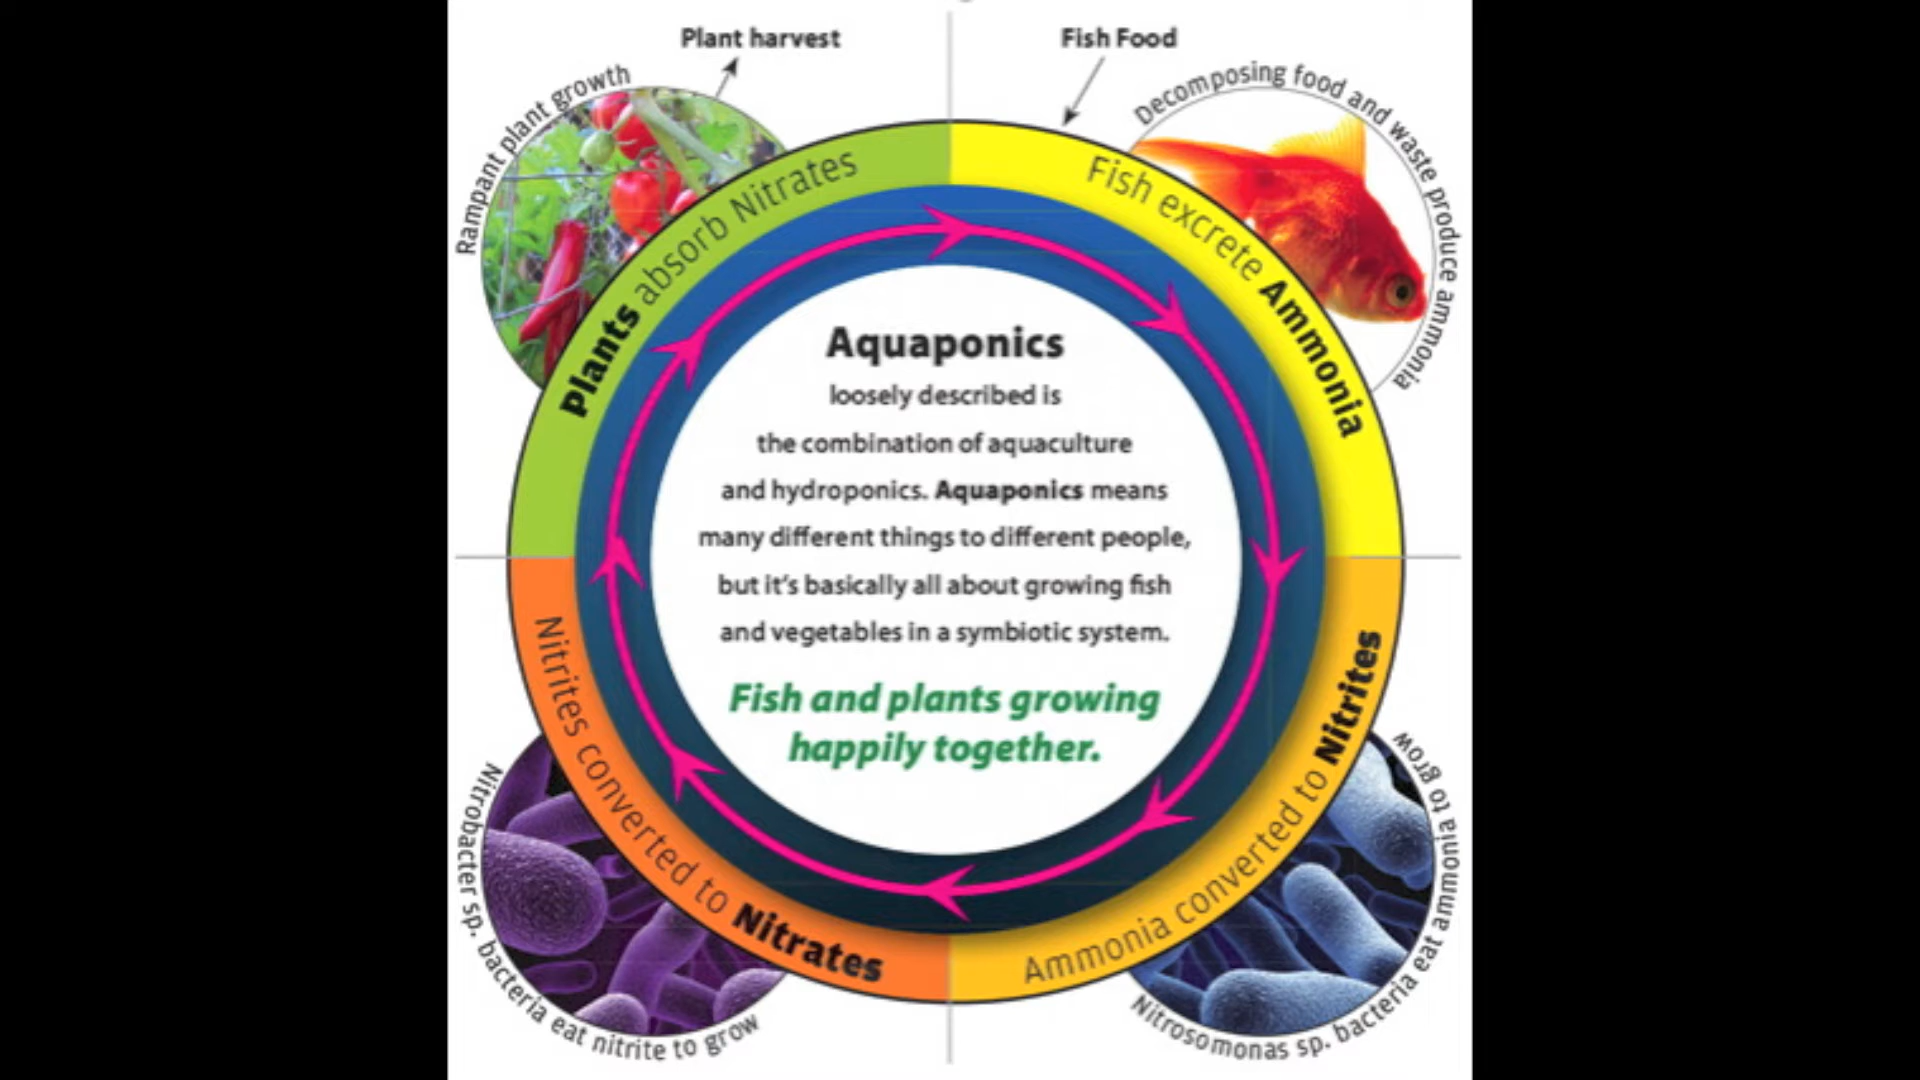 Plant harvest
Fish Food
Rampant plant growth
Decomposing food and waste produce ammonia
Plants absorb Nitrates
Fish excrete Ammonia
Aquaponics
loosely described is
the combination of aquaculture
and hydroponics. Aquaponics means
many different things to different people,
but it's basically all about growing fish
and vegetables in a symbiotic system.
Fish and plants growing
happily together.
Nitrites converted to Nitrates
Ammonia converted to Nitrites
Nitrobacter sp. bacteria eat nitrite to grow
Nitrosomonas sp. bacteria eat ammonia to grow